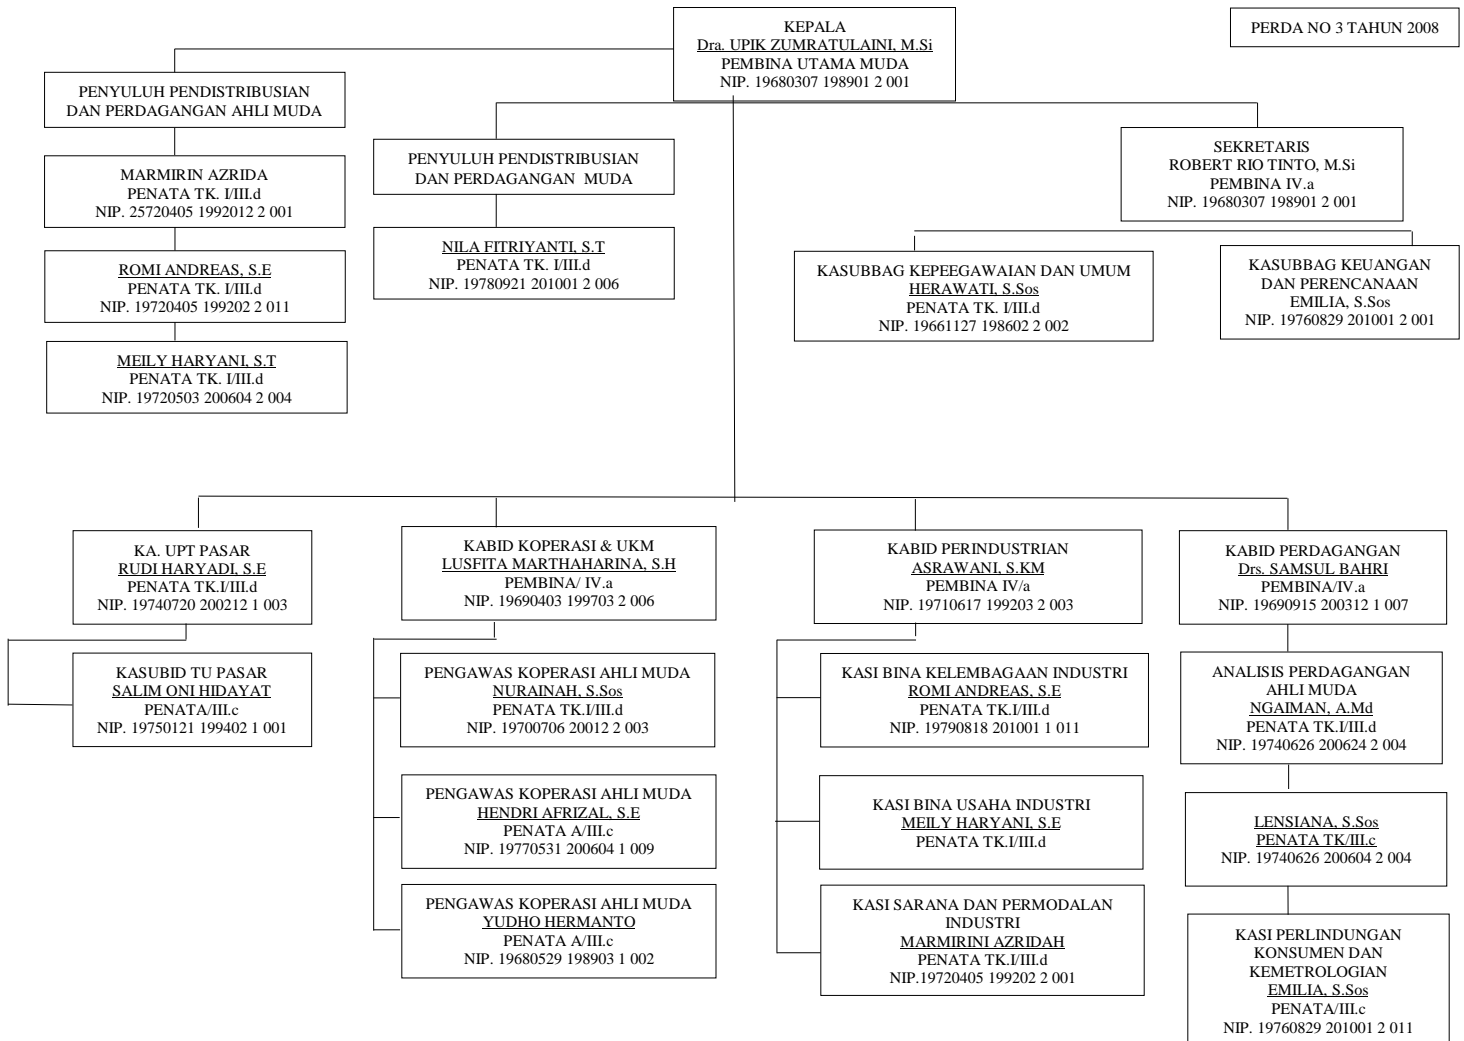 KEPALA
Dra. UPIK ZUMRATULAINI, M.Si
PEMBINA UTAMA MUDA
NIP. 19680307 198901 2 001
PERDA NO 3 TAHUN 2008
PENYULUH PENDISTRIBUSIAN
DAN PERDAGANGAN AHLI MUDA
MARMIRIN AZRIDA
PENATA TK. I/III.d
NIP. 25720405 1992012 2 001
ROMI ANDREAS, S.E
PENATA TK. I/III.d
NIP. 19720405 199202 2 011
MEILY HARYANI, S.T
PENATA TK. I/III.d
NIP. 19720503 200604 2 004
PENYULUH PENDISTRIBUSIAN
DAN PERDAGANGAN MUDA
NILA FITRIYANTI, S.T
PENATA TK. I/III.d
NIP. 19780921 201001 2 006
SEKRETARIS
ROBERT RIO TINTO, M.Si
PEMBINA IV.a
NIP. 19680307 198901 2 001
KASUBBAG KEPEEGAWAIAN DAN UMUM
HERAWATI, S.Sos
PENATA TK. I/III.d
NIP. 19661127 198602 2 002
KASUBBAG KEUANGAN
DAN PERENCANAAN
EMILIA, S.Sos
NIP. 19760829 201001 2 001
KA. UPT PASAR
RUDI HARYADI, S.E
PENATA TK.I/III.d
NIP. 19740720 200212 1 003
KASUBID TU PASAR
SALIM ONI HIDAYAT
PENATA/III.c
NIP. 19750121 199402 1 001
KABID KOPERASI & UKM
LUSFITA MARTHAHARINA, S.H
PEMBINA/ IV.a
NIP. 19690403 199703 2 006
PENGAWAS KOPERASI AHLI MUDA
NURAINAH, S.Sos
PENATA TK.I/III.d
NIP. 19700706 20012 2 003
PENGAWAS KOPERASI AHLI MUDA
HENDRI AFRIZAL, S.E
PENATA A/III.c
NIP. 19770531 200604 1 009
PENGAWAS KOPERASI AHLI MUDA
YUDHO HERMANTO
PENATA A/III.c
NIP. 19680529 198903 1 002
KABID PERINDUSTRIAN
ASRAWANI, S.KM
PEMBINA IV/a
NIP. 19710617 199203 2 003
KASI BINA KELEMBAGAAN INDUSTRI
ROMI ANDREAS, S.E
PENATA TK.I/III.d
NIP. 19790818 201001 1 011
KASI BINA USAHA INDUSTRI
MEILY HARYANI, S.E
PENATA TK.I/III.d
KASI SARANA DAN PERMODALAN
INDUSTRI
MARMIRINI AZRIDAH
PENATA TK.I/III.d
NIP.19720405 199202 2 001
KABID PERDAGANGAN
Drs. SAMSUL BAHRI
PEMBINA/IV.a
NIP. 19690915 200312 1 007
ANALISIS PERDAGANGAN
AHLI MUDA
NGAIMAN, A.Md
PENATA TK.I/III.d
NIP. 19740626 200624 2 004
LENSIANA, S.Sos
PENATA TK/III.c
NIP. 19740626 200604 2 004
KASI PERLINDUNGAN
KONSUMEN DAN
KEMETROLOGIAN
EMILIA, S.Sos
PENATA/III.c
NIP. 19760829 201001 2 011